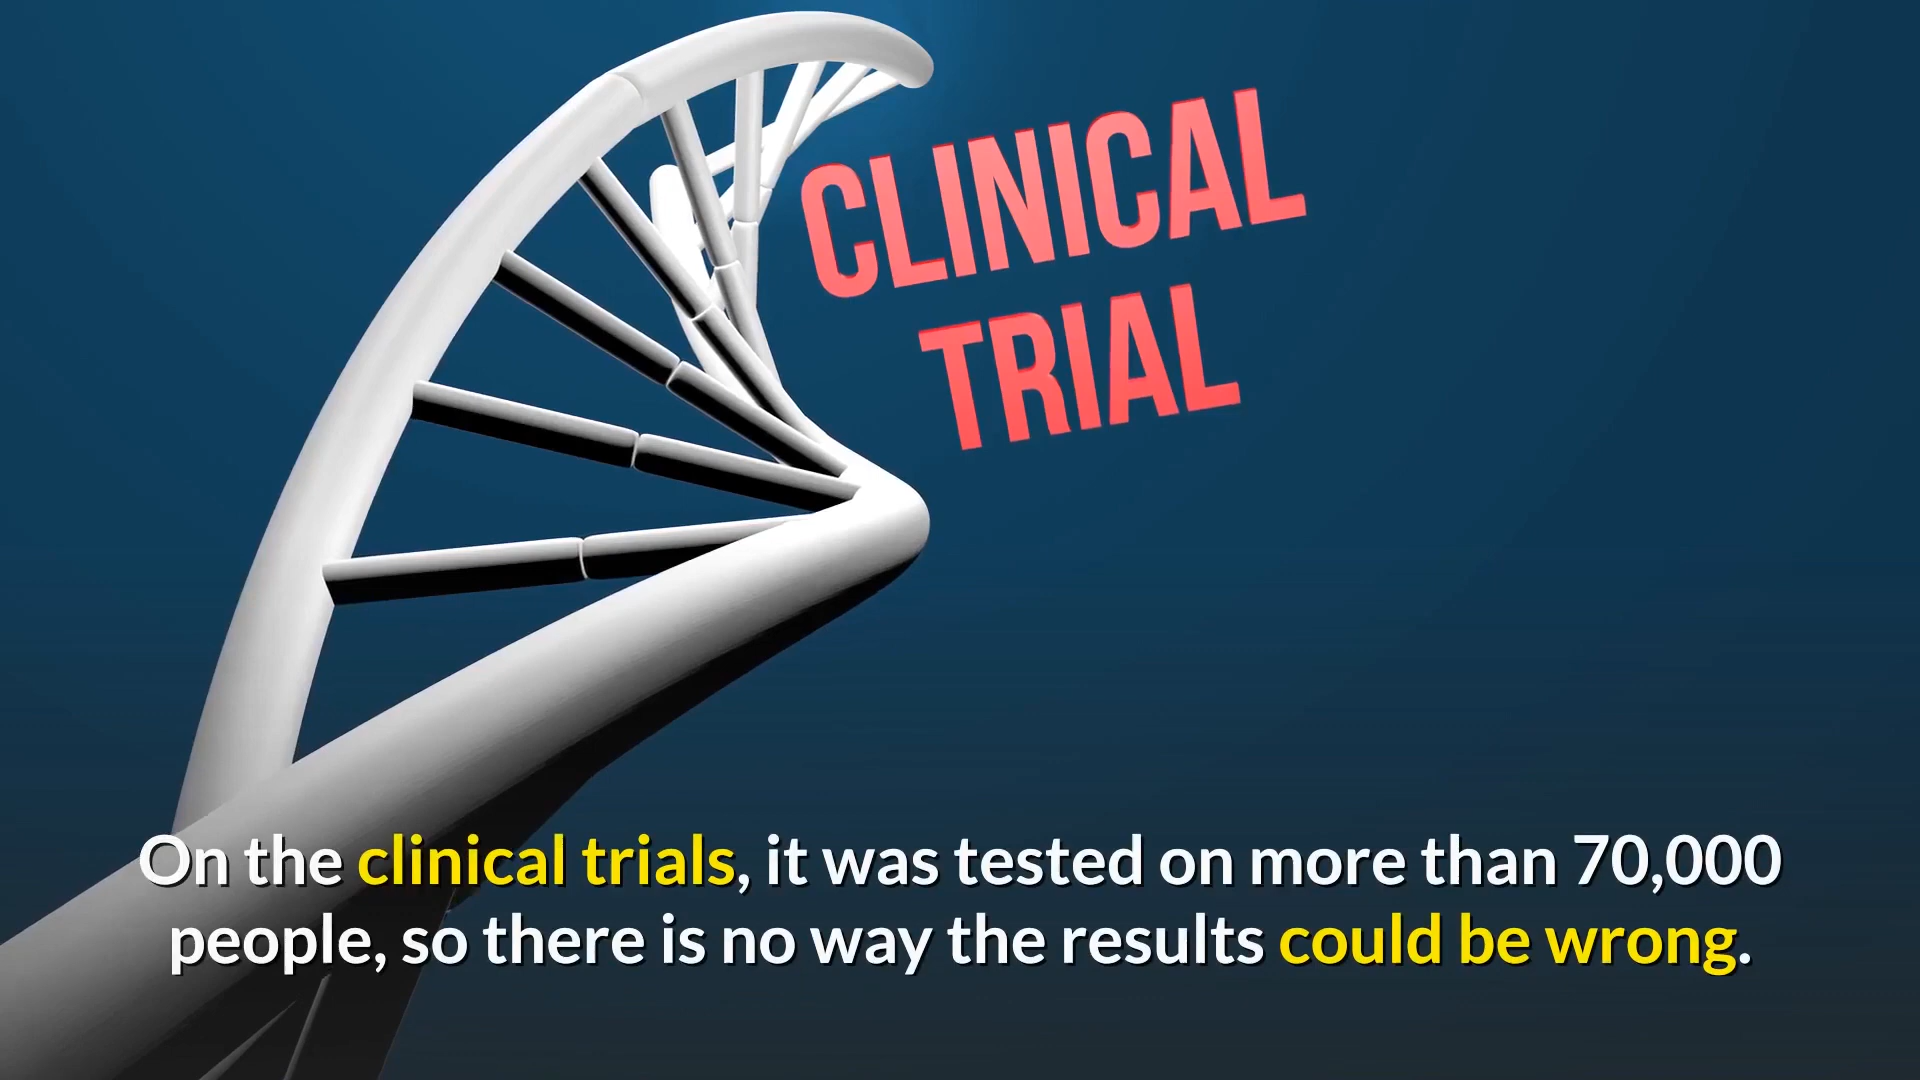 CLINICAL
TRIAL
On the clinical trials, it was tested on more than 70,000
people, so there is no way the results could be wrong.